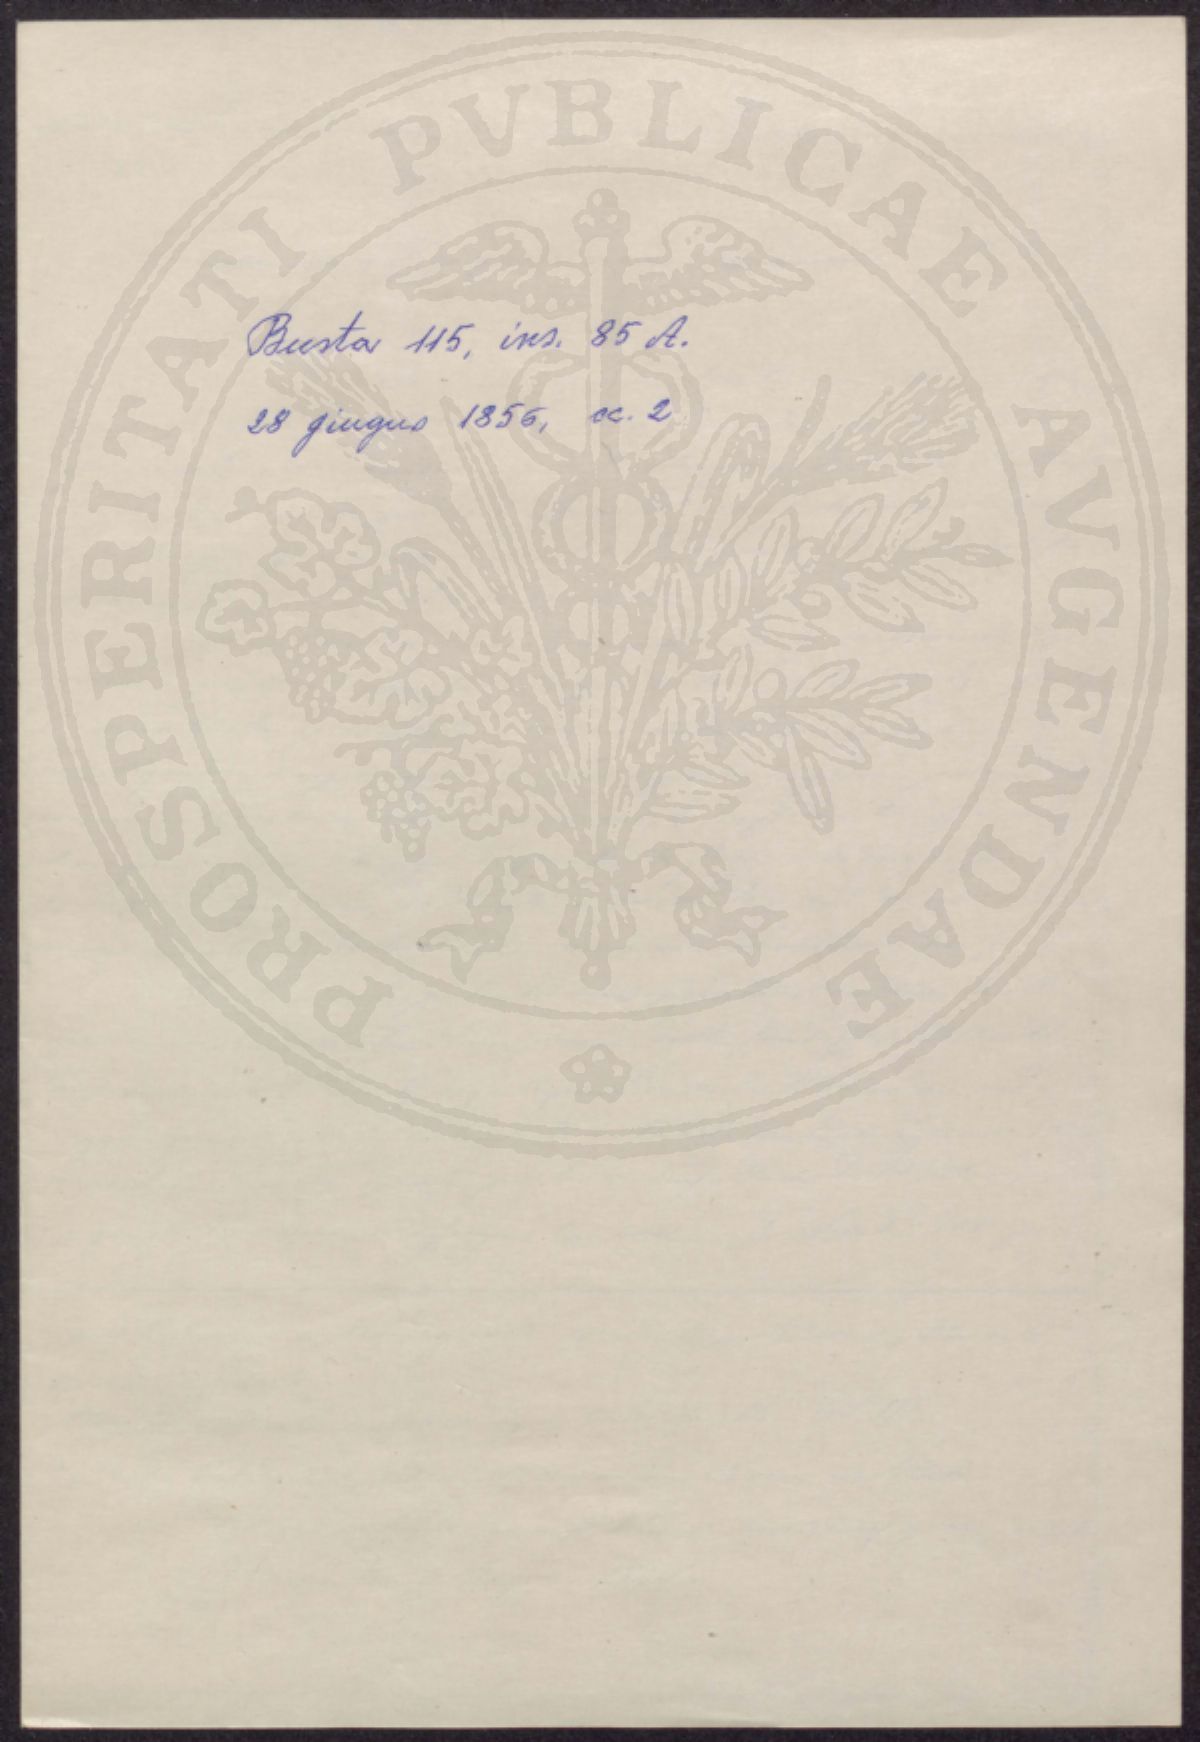 PROSPERITATI PVBLICAE AVGENDAE
Busta 115, ins. 85 A.
28 giugno 1856, cc. 2